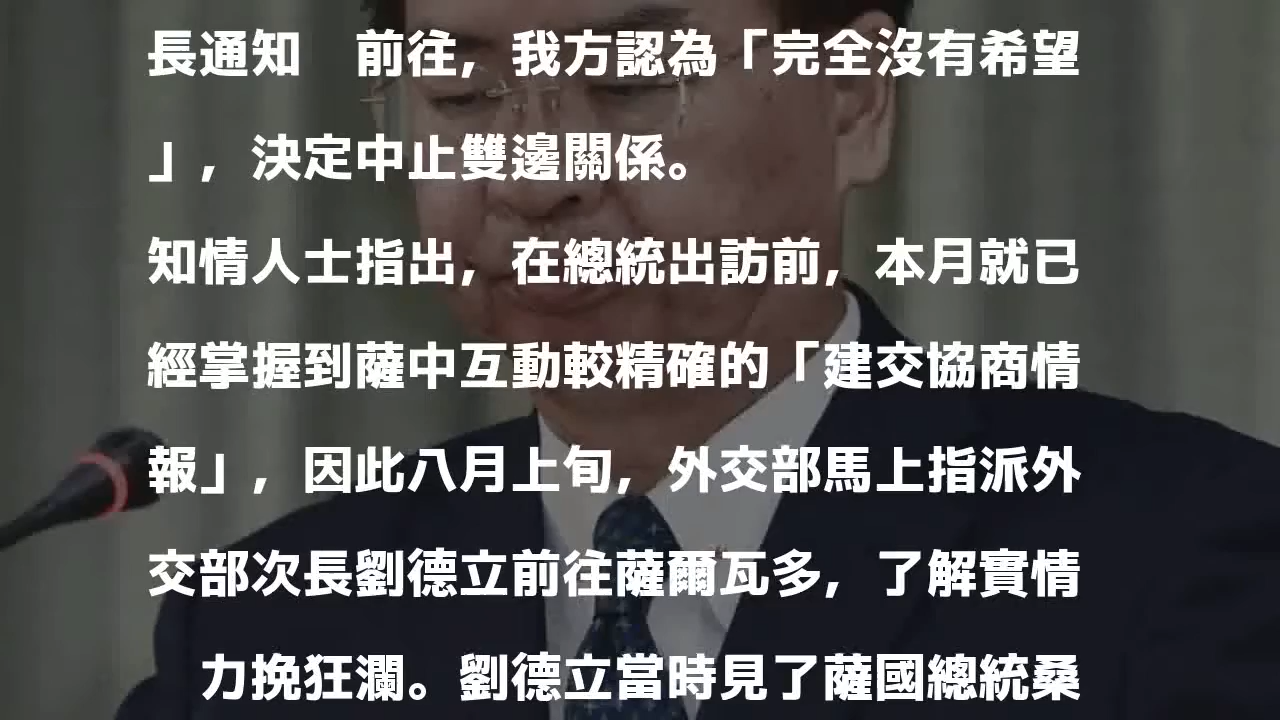 長通知　前往，我方認為「完全沒有希望
」，決定中止雙邊關係。
知情人士指出，在總統出訪前，本月就已
經掌握到薩中互動較精確的「建交協商情
報」，因此八月上旬，外交部馬上指派外
交部次長劉德立前往薩爾瓦多，了解實情
　力挽狂瀾。劉德立當時見了薩國總統桑